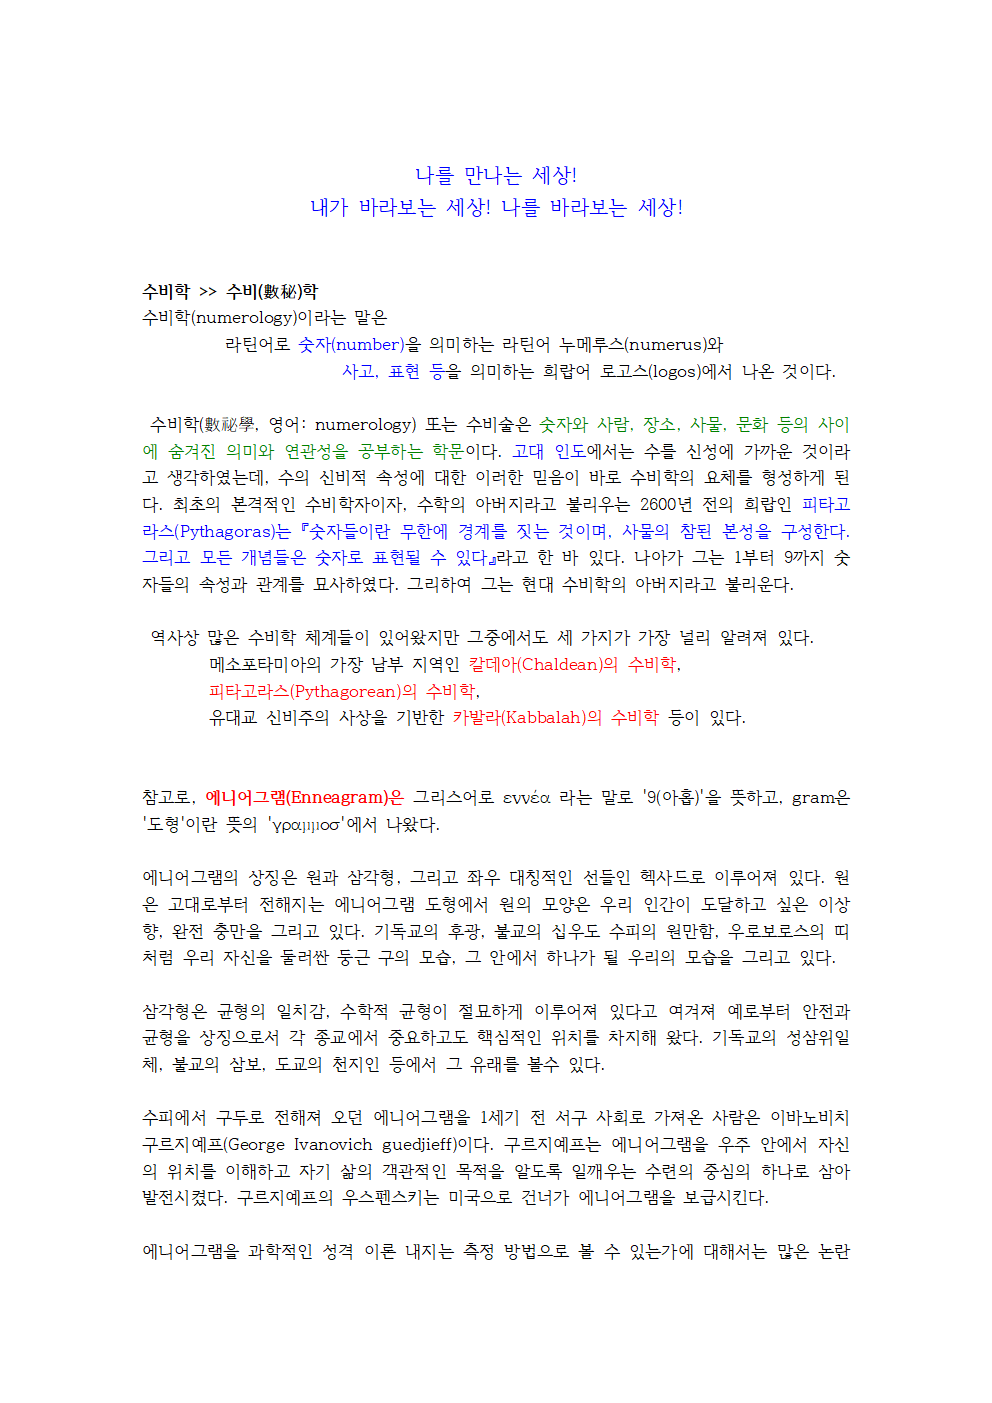 나를 만나는 세상!
내가 바라보는 세상! 나를 바라보는 세상!
수비학 >> 수비(數秘)학
수비학(numerology)이라는 말은
라틴어로 숫자(number)을 의미하는 라틴어 누메루스(numerus)와
사고, 표현 등을 의미하는 희랍어 로고스(logos)에서 나온 것이다.
수비학(數祕學, 영어: numerology) 또는 수비술은 숫자와 사람, 장소, 사물, 문화 등의 사이
에 숨겨진 의미와 연관성을 공부하는 학문이다. 고대 인도에서는 수를 신성에 가까운 것이라
고 생각하였는데, 수의 신비적 속성에 대한 이러한 믿음이 바로 수비학의 요체를 형성하게 된
다. 최초의 본격적인 수비학자이자, 수학의 아버지라고 불리우는 2600년 전의 희랍인 피타고
라스(Pythagoras)는 『숫자들이란 무한에 경계를 짓는 것이며, 사물의 참된 본성을 구성한다.
그리고 모든 개념들은 숫자로 표현될 수 있다』라고 한 바 있다. 나아가 그는 1부터 9까지 숫
자들의 속성과 관계를 묘사하였다. 그리하여 그는 현대 수비학의 아버지라고 불리운다.
역사상 많은 수비학 체계들이 있어왔지만 그중에서도 세 가지가 가장 널리 알려져 있다.
메소포타미아의 가장 남부 지역인 칼데아(Chaldean)의 수비학,
피타고라스(Pythagorean)의 수비학,
유대교 신비주의 사상을 기반한 카발라(Kabbalah)의 수비학 등이 있다.
참고로, 에니어그램(Enneagram)은 그리스어로 εννέα 라는 말로 '9(아홉)'을 뜻하고, gram은
'도형'이란 뜻의 'γραμμοσ'에서 나왔다.
에니어그램의 상징은 원과 삼각형, 그리고 좌우 대칭적인 선들인 헥사드로 이루어져 있다. 원
은 고대로부터 전해지는 에니어그램 도형에서 원의 모양은 우리 인간이 도달하고 싶은 이상
향, 완전 충만을 그리고 있다. 기독교의 후광, 불교의 십우도 수피의 원만함, 우로보로스의 띠
처럼 우리 자신을 둘러싼 둥근 구의 모습, 그 안에서 하나가 될 우리의 모습을 그리고 있다.
삼각형은 균형의 일치감, 수학적 균형이 절묘하게 이루어져 있다고 여겨져 예로부터 안전과
균형을 상징으로서 각 종교에서 중요하고도 핵심적인 위치를 차지해 왔다. 기독교의 성삼위일
체, 불교의 삼보, 도교의 천지인 등에서 그 유래를 볼수 있다.
수피에서 구두로 전해져 오던 에니어그램을 1세기 전 서구 사회로 가져온 사람은 이바노비치
구르지예프(George Ivanovich guedjieff)이다. 구르지예프는 에니어그램을 우주 안에서 자신
의 위치를 이해하고 자기 삶의 객관적인 목적을 알도록 일깨우는 수련의 중심의 하나로 삼아
발전시켰다. 구르지예프의 우스펜스키는 미국으로 건너가 에니어그램을 보급시킨다.
에니어그램을 과학적인 성격 이론 내지는 측정 방법으로 볼 수 있는가에 대해서는 많은 논란